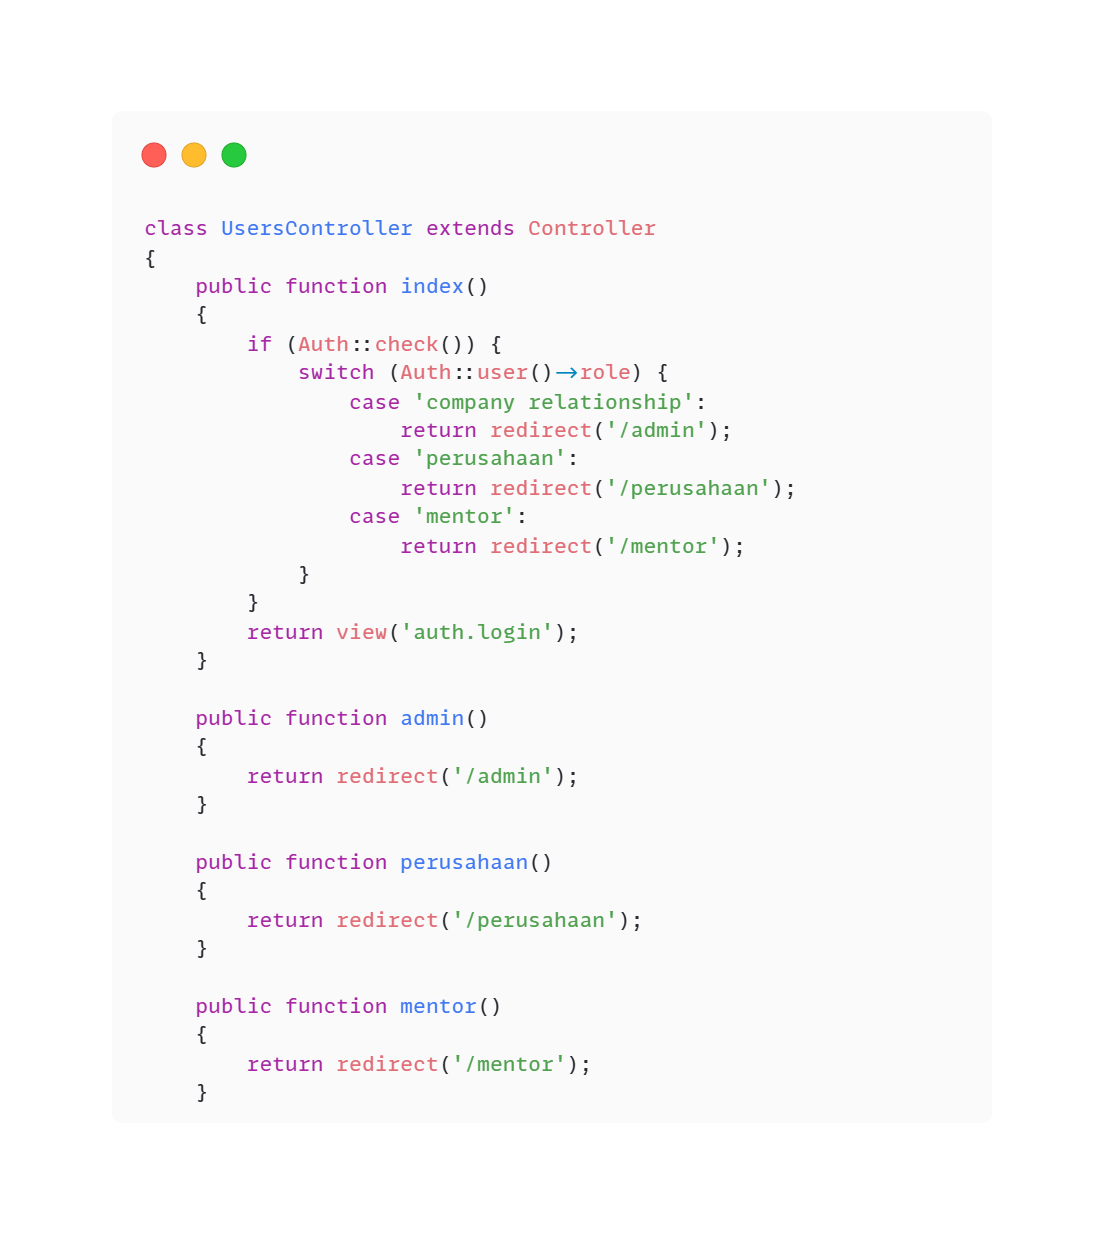 class UsersController extends Controller
{
    public function index()
    {
        if (Auth::check()) {
            switch (Auth::user()->role) {
                case 'company relationship':
                    return redirect('/admin');
                case 'perusahaan':
                    return redirect('/perusahaan');
                case 'mentor':
                    return redirect('/mentor');
            }
        }
        return view('auth.login');
    }

    public function admin()
    {
        return redirect('/admin');
    }

    public function perusahaan()
    {
        return redirect('/perusahaan');
    }

    public function mentor()
    {
        return redirect('/mentor');
    }